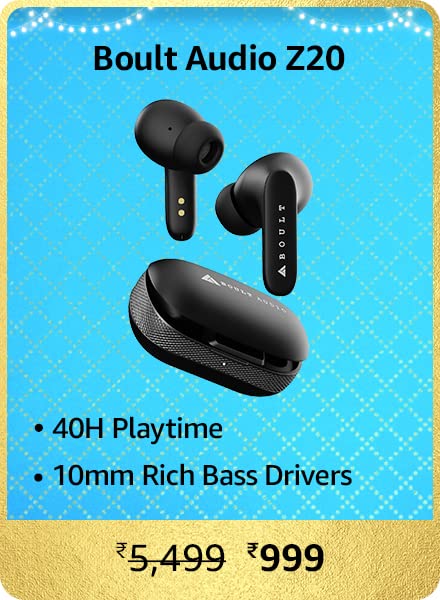 Boult Audio Z20
BOULT
BOULT AUDIO
• 40H Playtime
• 10mm Rich Bass Drivers
₹5,499 ₹999